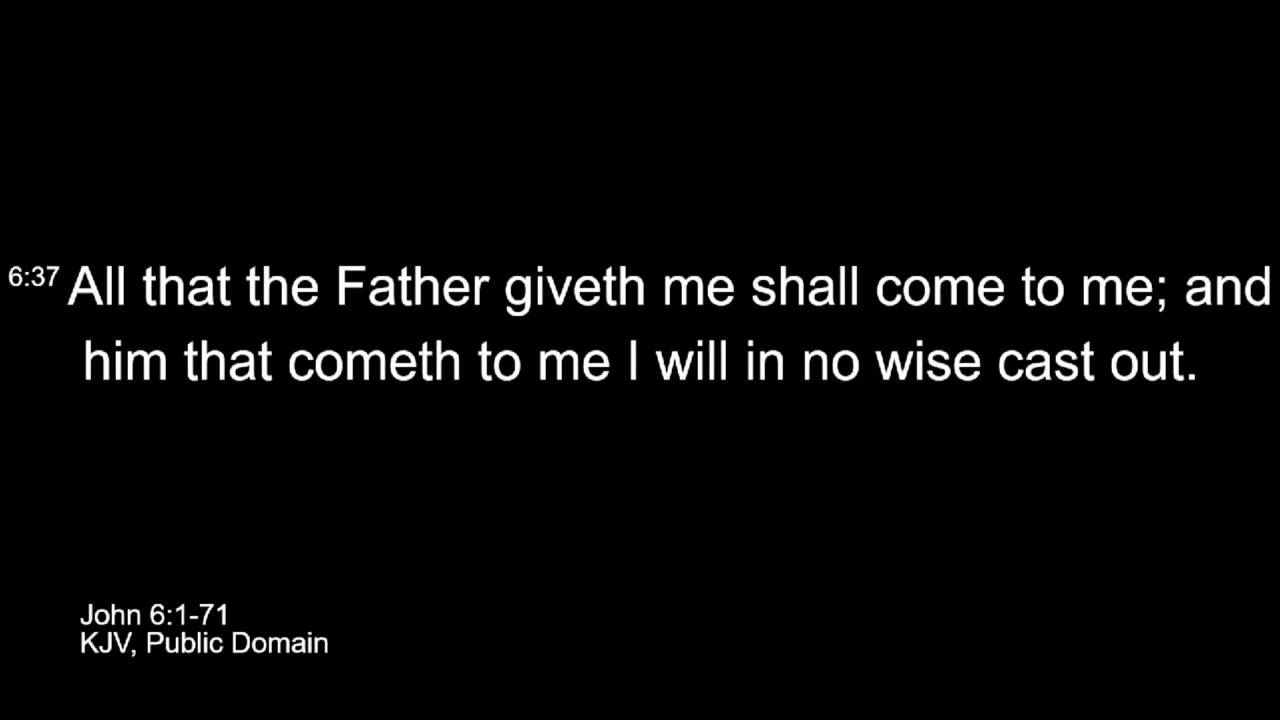 6:37 All that the Father giveth me shall come to me; and
him that cometh to me I will in no wise cast out.
John 6:1-71
KJV, Public Domain